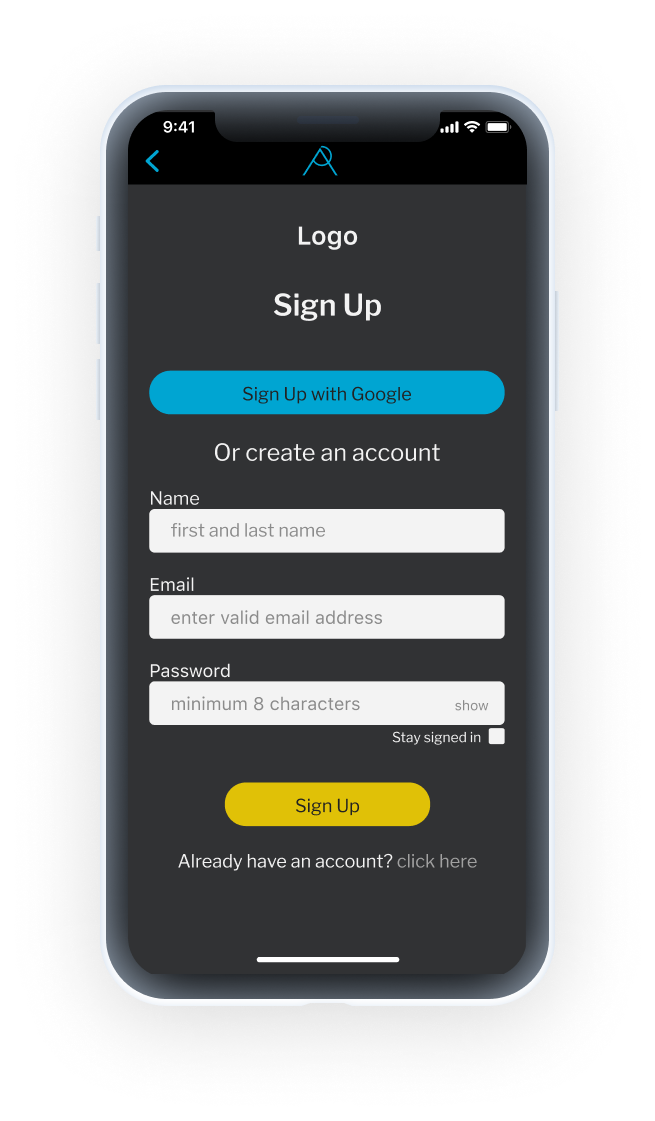 9:41
Logo
Sign Up
Sign Up with Google
Or create an account
Name
first and last name
Email
enter valid email address
Password
minimum 8 characters show
Stay signed in
Sign Up
Already have an account? click here